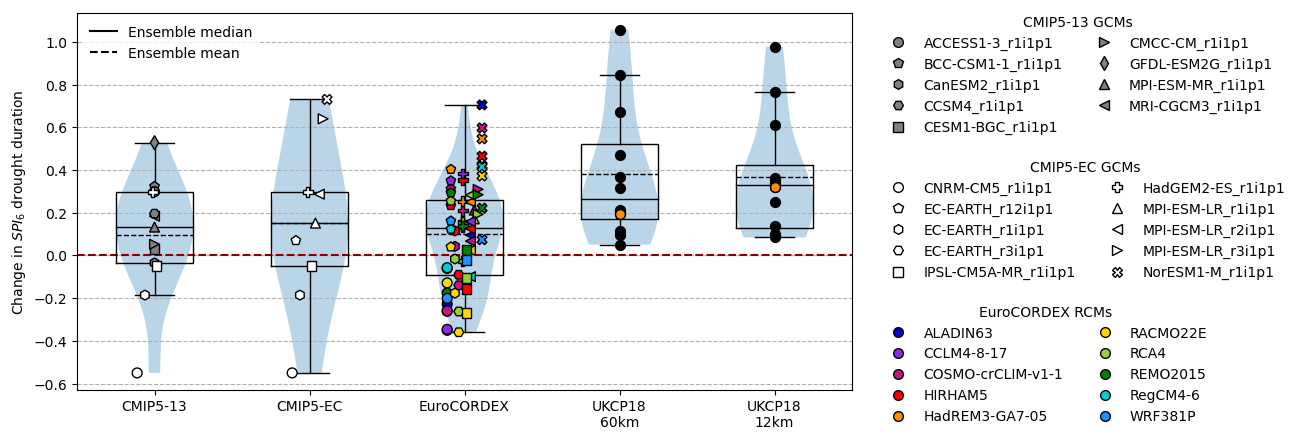 Ensemble median
Ensemble mean
Change in SPI6 drought duration
1.0
0.8
0.6
0.4
0.2
0.0
−0.2
−0.4
−0.6
CMIP5-13
CMIP5-EC
EuroCORDEX
UKCP18
60km
UKCP18
12km
CMIP5-13 GCMs
ACCESS1-3_r1i1p1
BCC-CSM1-1_r1i1p1
CanESM2_r1i1p1
CCSM4_r1i1p1
CESM1-BGC_r1i1p1
CMCC-CM_r1i1p1
GFDL-ESM2G_r1i1p1
MPI-ESM-MR_r1i1p1
MRI-CGCM3_r1i1p1
CMIP5-EC GCMs
CNRM-CM5_r1i1p1
EC-EARTH_r12i1p1
EC-EARTH_r1i1p1
EC-EARTH_r3i1p1
IPSL-CM5A-MR_r1i1p1
HadGEM2-ES_r1i1p1
MPI-ESM-LR_r1i1p1
MPI-ESM-LR_r2i1p1
MPI-ESM-LR_r3i1p1
NorESM1-M_r1i1p1
EuroCORDEX RCMs
ALADIN63
CCLM4-8-17
COSMO-crCLIM-v1-1
HIRHAM5
HadREM3-GA7-05
RACMO22E
RCA4
REMO2015
RegCM4-6
WRF381P